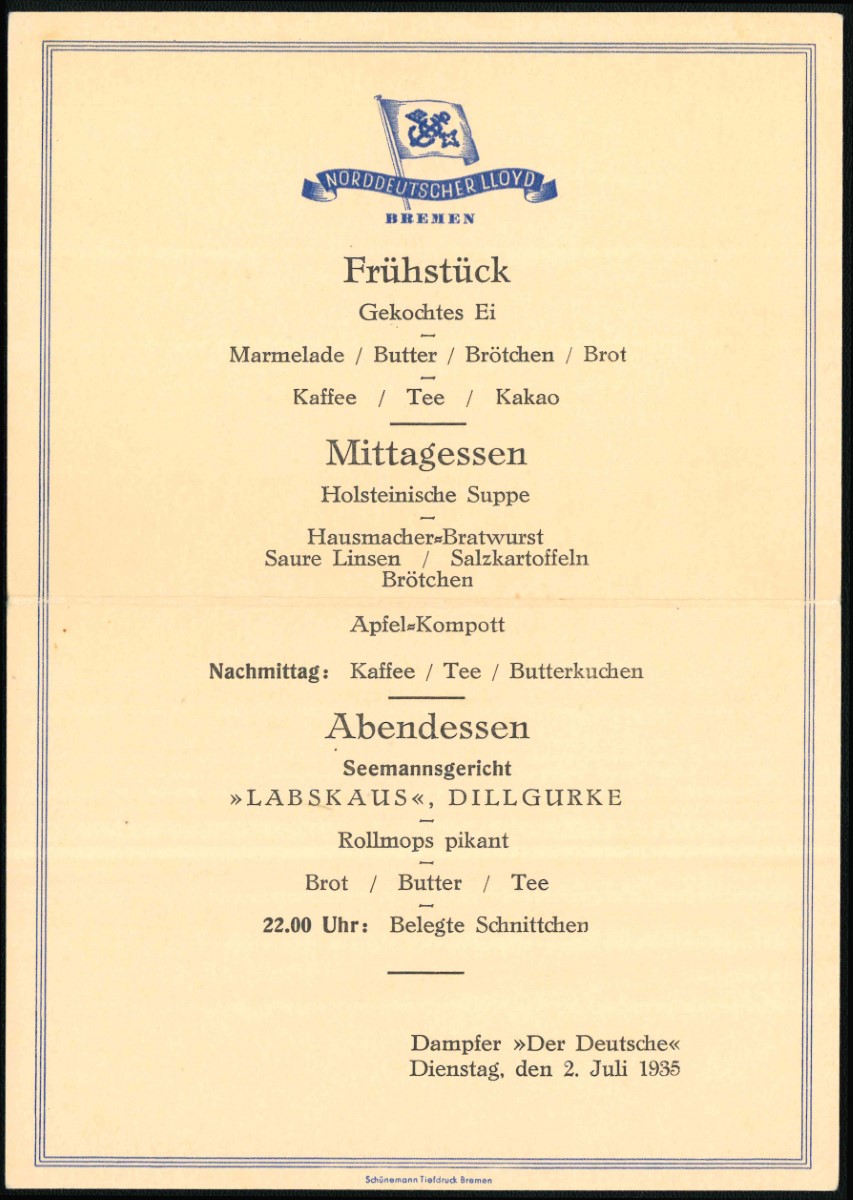 NORDDEUTSCHER LLOYD
BREMEN
Frühstück
Gekochtes Ei
Marmelade / Butter / Brötchen / Brot
Kaffee / Tee / Kakao
Mittagessen
Holsteinische Suppe
Hausmacher=Bratwurst
Saure Linsen / Salzkartoffeln
Brötchen
Apfel=Kompott
Nachmittag: Kaffee / Tee / Butterkuchen
Abendessen
Seemannsgericht
»LABSKAUS«, DILLGURKE
Rollmops pikant
Brot / Butter / Tee
22.00 Uhr: Belegte Schnittchen
Dampfer »Der Deutsche«
Dienstag, den 2. Juli 1935
Schünemann Tiefdruck Bremen